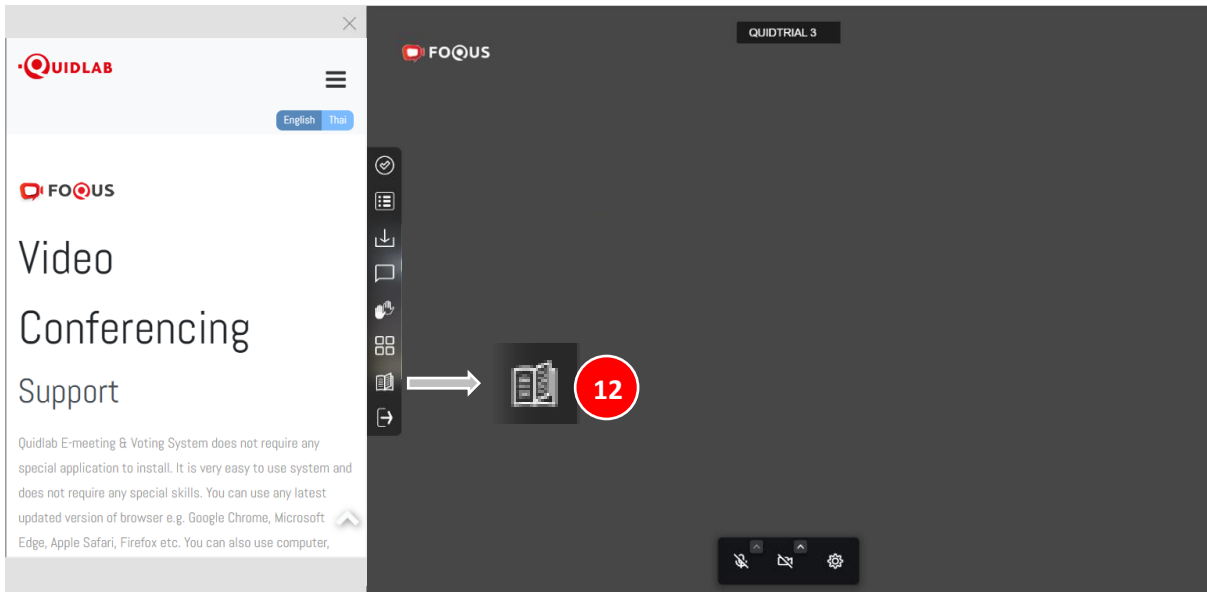 QUIDLAB
English Thai
FOQUS
Video
Conferencing
Support
Quidlab E-meeting & Voting System does not require any
special application to install. It is very easy to use system and
does not require any special skills. You can use any latest
updated version of browser e.g. Google Chrome, Microsoft
Edge, Apple Safari, Firefox etc. You can also use computer,
FOQUS
QUIDTRIAL 3
12